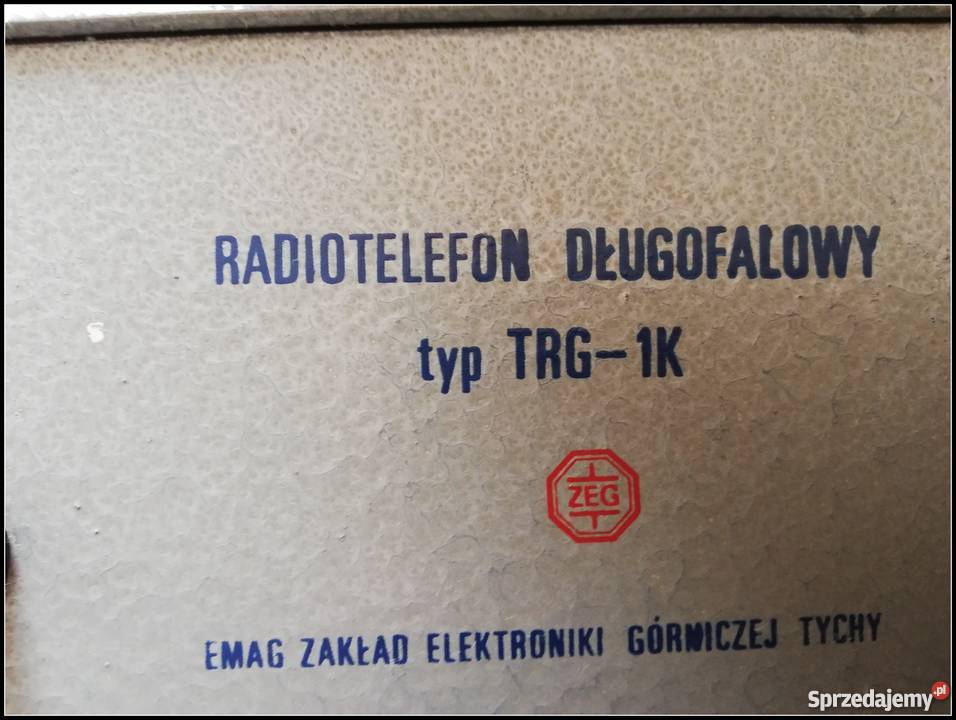 RADIOTELEFON DŁUGOFALOWY
typ TRG-1K
ZEG
EMAG ZAKŁAD ELEKTRONIKI GÓRNICZEJ TYCHY
Sprzedajemy.pl